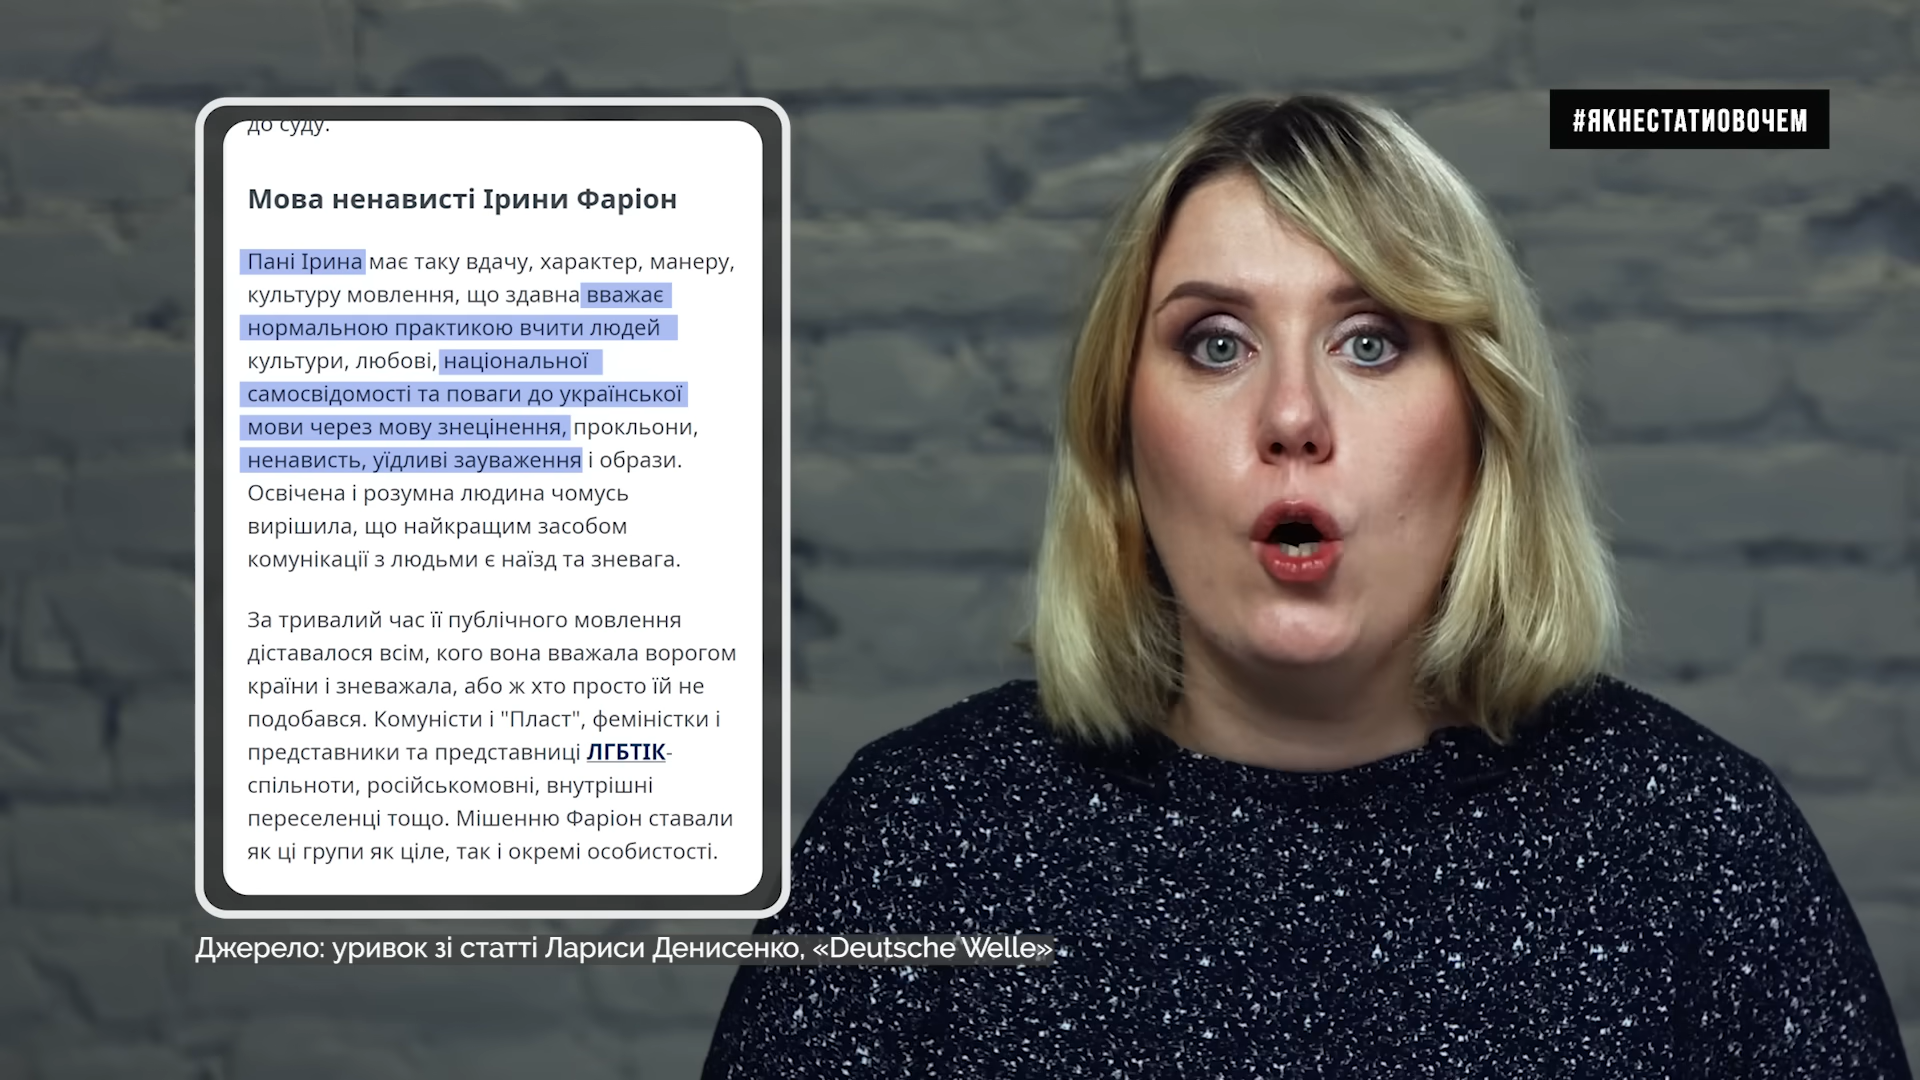 #ЯКНЕСТАТИОВОЧЕМ
до суду.
Мова ненависті Ірини Фаріон
Пані Ірина має таку вдачу, характер, манеру,
культуру мовлення, що здавна вважає
нормальною практикою вчити людей
культури, любові, національної
самосвідомості та поваги до української
мови через мову знецінення, прокльони,
ненависть, уїдливі зауваження і образи.
Освічена і розумна людина чомусь
вирішила, що найкращим засобом
комунікації з людьми є наїзд та зневага.
За тривалий час її публічного мовлення
діставалося всім, кого вона вважала ворогом
країни і зневажала, або ж хто просто їй не
подобався. Комуністи і "Пласт", феміністки і
представники та представниці ЛГБТІК-
спільноти, російськомовні, внутрішні
переселенці тощо. Мішенню Фаріон ставали
як ці групи як ціле, так і окремі особистості.
Джерело: уривок зі статті Лариси Денисенко, «Deutsche Welle»